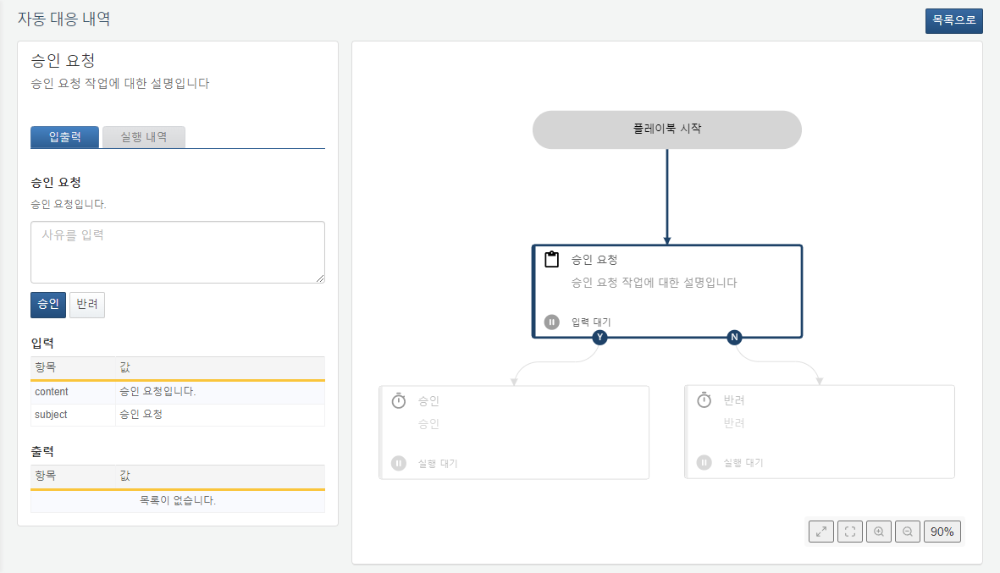 자동 대응 내역
목록으로
승인 요청
승인 요청 작업에 대한 설명입니다
입출력
실행 내역
승인 요청
승인 요청입니다.
사유를 입력
승인
반려
입력
항목 값
content 승인 요청입니다.
subject 승인 요청
출력
항목 값
목록이 없습니다.
플레이북 시작
승인 요청
승인 요청 작업에 대한 설명입니다
입력 대기
Y
N
승인
승인
실행 대기
반려
반려
실행 대기
90%